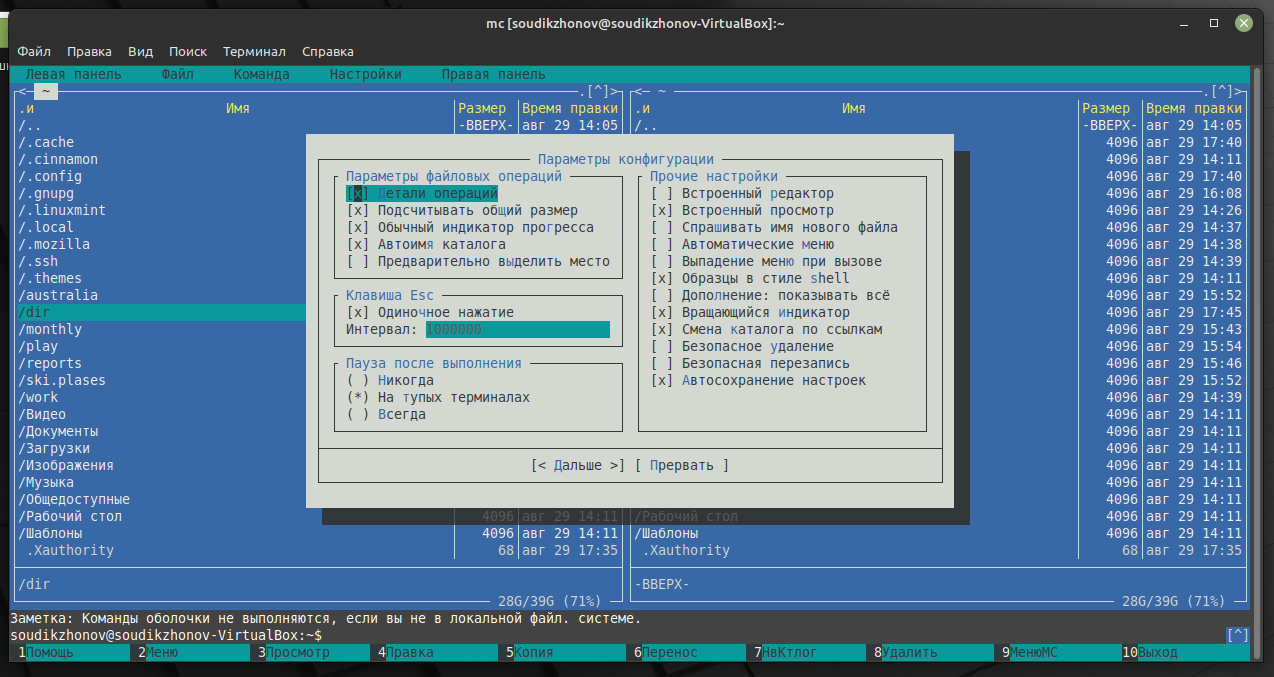 mc [soudikzhonov@soudikzhonov-VirtualBox]:~
Файл Правка Вид Поиск Терминал Справка
Левая панель Файл Команда Настройки Правая панель
<─ ~ .[^]> <─ ~ .[^]>
.и Имя Размер Время правки .и Имя Размер Время правки
/.. -ВВЕРХ- авг 29 14:05 /.. -ВВЕРХ- авг 29 14:05
/.cache 4096 авг 29 17:40
/.cinnamon Параметры конфигурации 4096 авг 29 14:11
/.config Параметры файловых операций Прочие настройки 4096 авг 29 17:40
/.gnupg [x] Детали операций [ ] Встроенный редактор 4096 авг 29 16:08
/.linuxmint [x] Подсчитывать общий размер [x] Встроенный просмотр 4096 авг 29 14:26
/.local [x] Обычный индикатор прогресса [ ] Спрашивать имя нового файла 4096 авг 29 14:37
/.mozilla [x] Автоимя каталога [ ] Автоматические меню 4096 авг 29 14:38
/.ssh [ ] Предварительно выделить место [ ] Выпадение меню при вызове 4096 авг 29 14:39
/.themes [x] Образцы в стиле shell 4096 авг 29 14:11
/australia Клавиша Esc [ ] Дополнение: показывать всё 4096 авг 29 15:52
/dir [x] Одиночное нажатие [x] Вращающийся индикатор 4096 авг 29 17:45
/monthly Интервал: 1000000 [x] Смена каталога по ссылкам 4096 авг 29 15:43
/play [ ] Безопасное удаление 4096 авг 29 15:54
/reports Пауза после выполнения [ ] Безопасная перезапись 4096 авг 29 15:46
/ski.plases ( ) Никогда [x] Автосохранение настроек 4096 авг 29 15:52
/work (*) На тупых терминалах 4096 авг 29 14:39
/Видео ( ) Всегда 4096 авг 29 14:11
/Документы 4096 авг 29 14:11
/Загрузки 4096 авг 29 14:11
/Изображения [< Дальше >] [ Прервать ] 4096 авг 29 14:11
/Музыка 4096 авг 29 14:11
/Общедоступные 4096 авг 29 14:11
/Рабочий стол 4096 авг 29 14:11 /Рабочий стол 4096 авг 29 14:11
/Шаблоны 4096 авг 29 14:11 /Шаблоны 4096 авг 29 14:11
.Xauthority 68 авг 29 17:35 .Xauthority 68 авг 29 17:35
/dir -ВВЕРХ-
28G/39G (71%) 28G/39G (71%)
Заметка: Команды оболочки не выполняются, если вы не в локальной файл. системе.
soudikzhonov@soudikzhonov-VirtualBox:~$ [^]
1Помощь 2Меню 3Просмотр 4Правка 5Копия 6Перенос 7НвКтлог 8Удалить 9МенюМС 10Выход